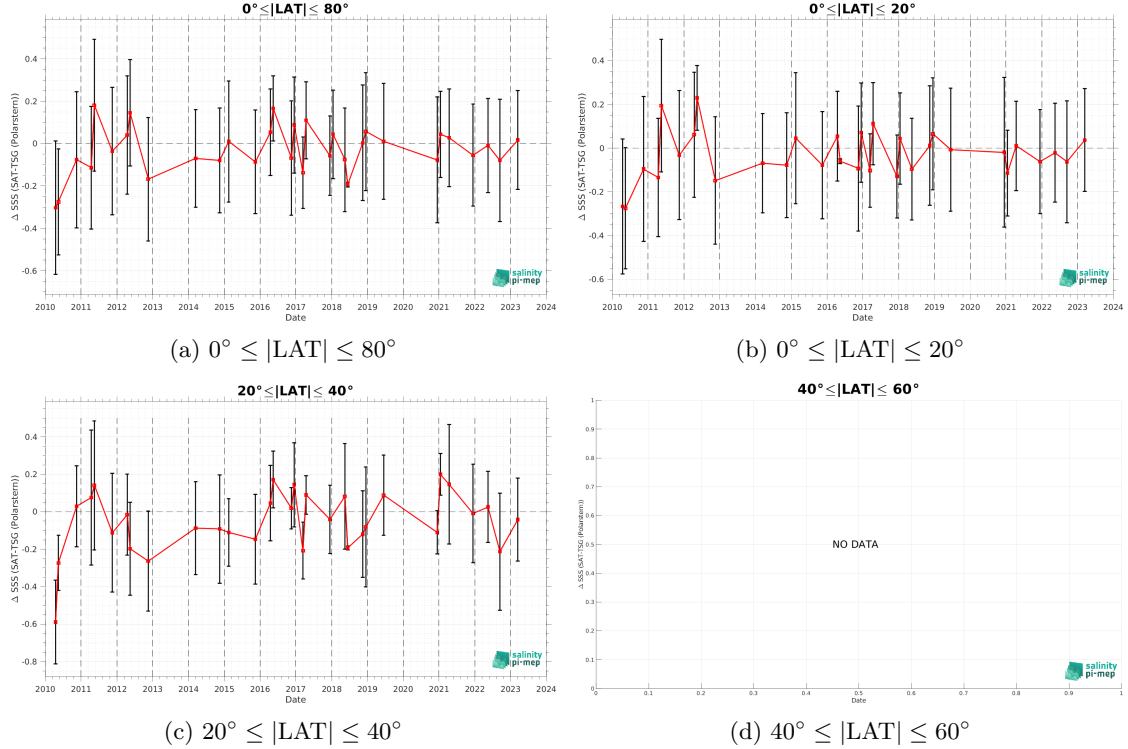 0°≤|LAT|≤ 80°
Δ SSS (SAT-TSG (Polarstern))
0.4
0.2
0
-0.2
-0.4
-0.6
2010 2011 2012 2013 2014 2015 2016 2017 2018 2019 2020 2021 2022 2023 2024
Date
salinity
pi-mep
(a) 0° ≤ |LAT| ≤ 80°
0°≤|LAT|≤ 20°
Δ SSS (SAT-TSG (Polarstern))
0.4
0.2
0
-0.2
-0.4
-0.6
2010 2011 2012 2013 2014 2015 2016 2017 2018 2019 2020 2021 2022 2023 2024
Date
salinity
pi-mep
(b) 0° ≤ |LAT| ≤ 20°
20°≤|LAT|≤ 40°
Δ SSS (SAT-TSG (Polarstern))
0.4
0.2
0
-0.2
-0.4
-0.6
-0.8
2010 2011 2012 2013 2014 2015 2016 2017 2018 2019 2020 2021 2022 2023 2024
Date
salinity
pi-mep
(c) 20° ≤ |LAT| ≤ 40°
40°≤|LAT|≤ 60°
Δ SSS (SAT-TSG (Polarstern))
1
0.9
0.8
0.7
0.6
0.5
0.4
0.3
0.2
0.1
0
NO DATA
0 0.1 0.2 0.3 0.4 0.5 0.6 0.7 0.8 0.9 1
Date
salinity
pi-mep
(d) 40° ≤ |LAT| ≤ 60°